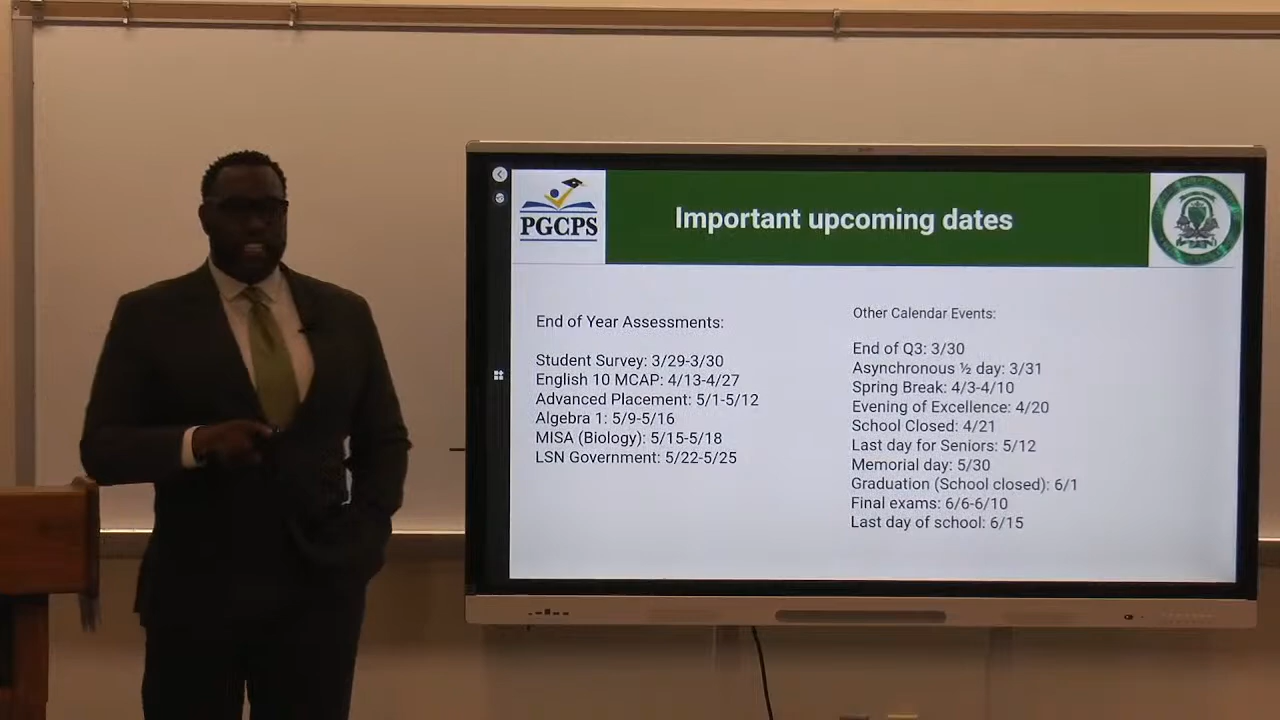 PGCPS
Important upcoming dates
End of Year Assessments:
Student Survey: 3/29-3/30
English 10 MCAP: 4/13-4/27
Advanced Placement: 5/1-5/12
Algebra 1: 5/9-5/16
MISA (Biology): 5/15-5/18
LSN Government: 5/22-5/25
Other Calendar Events:
End of Q3: 3/30
Asynchronous ½ day: 3/31
Spring Break: 4/3-4/10
Evening of Excellence: 4/20
School Closed: 4/21
Last day for Seniors: 5/12
Memorial day: 5/30
Graduation (School closed): 6/1
Final exams: 6/6-6/10
Last day of school: 6/15